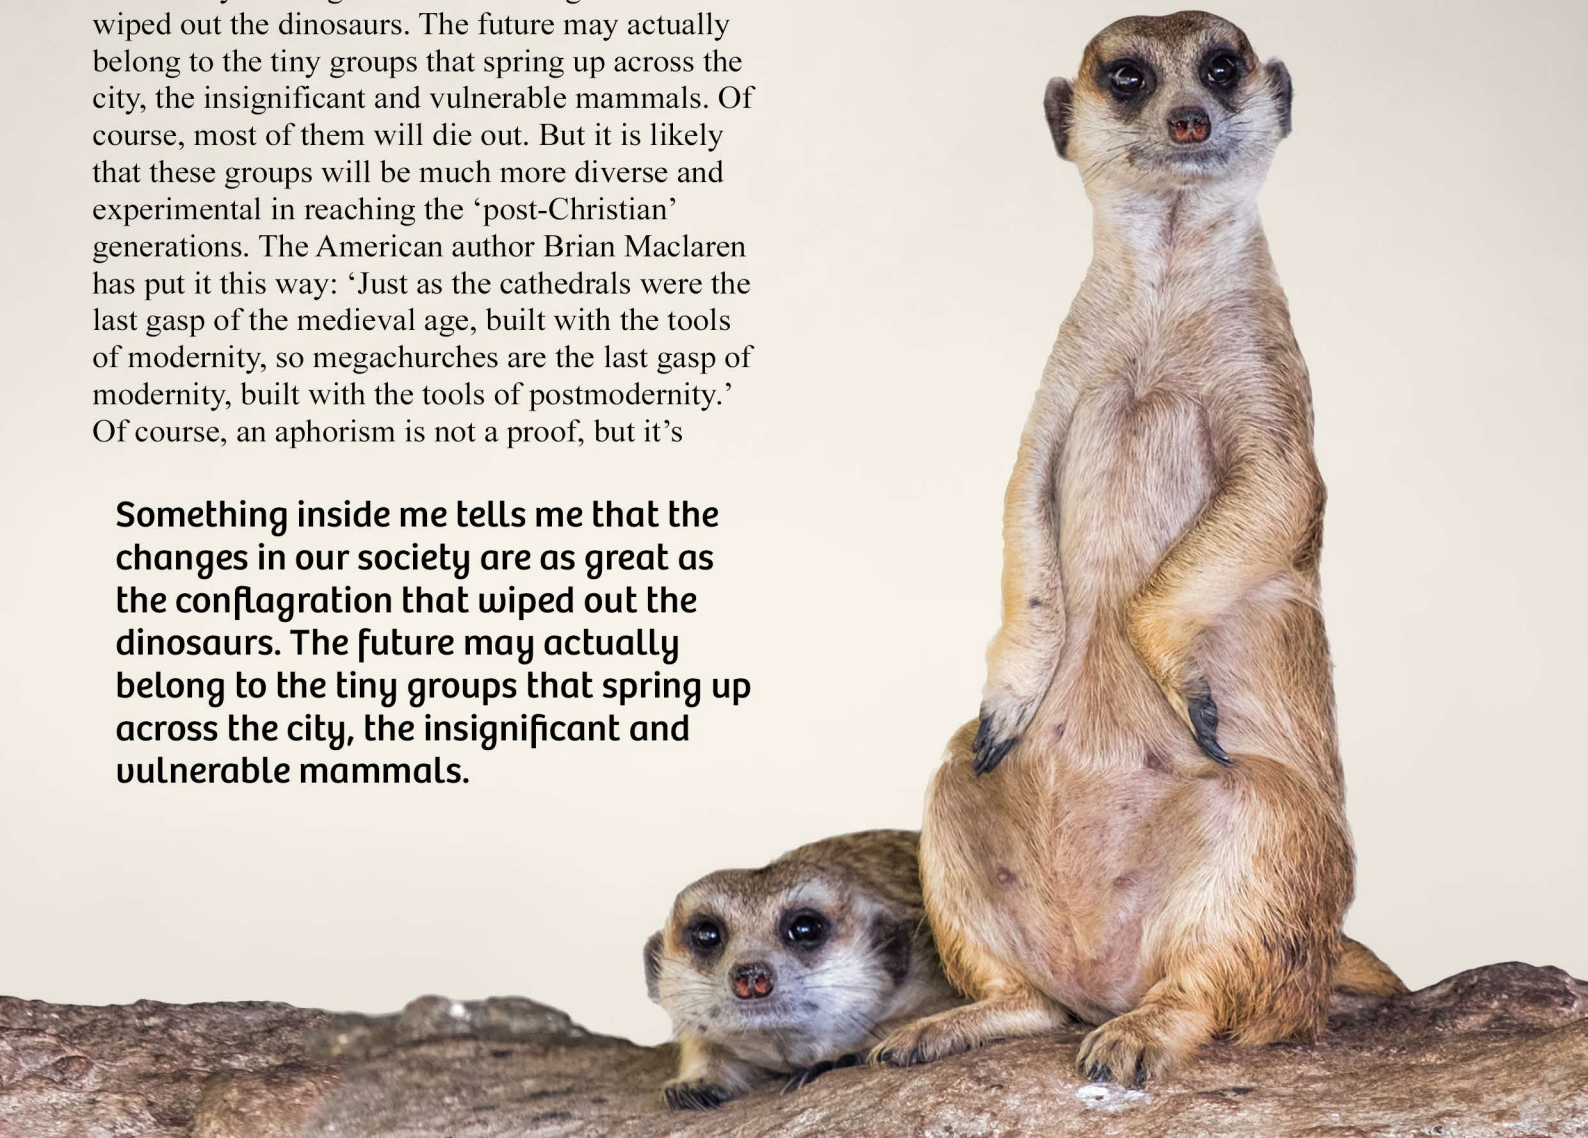 wiped out the dinosaurs. The future may actually
belong to the tiny groups that spring up across the
city, the insignificant and vulnerable mammals. Of
course, most of them will die out. But it is likely
that these groups will be much more diverse and
experimental in reaching the ‘post-Christian’
generations. The American author Brian Maclaren
has put it this way: ‘Just as the cathedrals were the
last gasp of the medieval age, built with the tools
of modernity, so megachurches are the last gasp of
modernity, built with the tools of postmodernity.’
Of course, an aphorism is not a proof, but it’s
Something inside me tells me that the
changes in our society are as great as
the conflagration that wiped out the
dinosaurs. The future may actually
belong to the tiny groups that spring up
across the city, the insignificant and
vulnerable mammals.